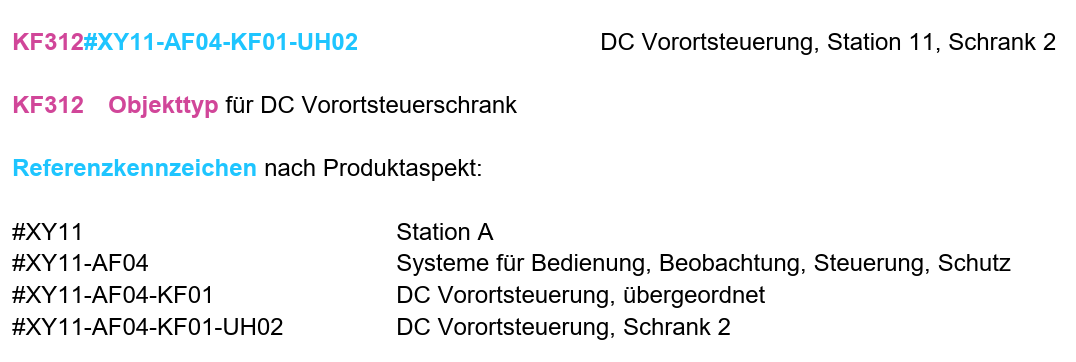 KF312#XY11-AF04-KF01-UH02 DC Vorortsteuerung, Station 11, Schrank 2
KF312 Objekttyp für DC Vorortsteuerschrank
Referenzkennzeichen nach Produktaspekt:
#XY11 Station A
#XY11-AF04 Systeme für Bedienung, Beobachtung, Steuerung, Schutz
#XY11-AF04-KF01 DC Vorortsteuerung, übergeordnet
#XY11-AF04-KF01-UH02 DC Vorortsteuerung, Schrank 2